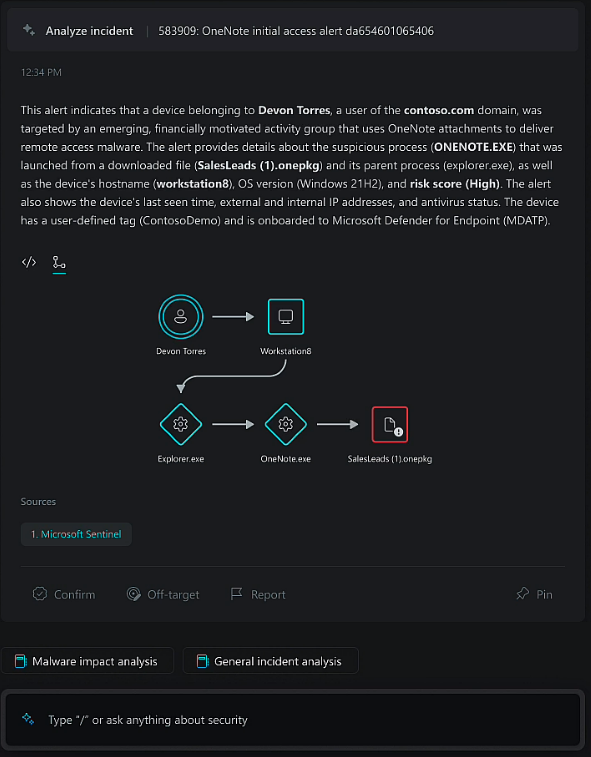 Analyze incident | 583909: OneNote initial access alert da654601065406
12:34 PM
This alert indicates that a device belonging to Devon Torres, a user of the contoso.com domain, was
targeted by an emerging, financially motivated activity group that uses OneNote attachments to deliver
remote access malware. The alert provides details about the suspicious process (ONENOTE.EXE) that was
launched from a downloaded file (SalesLeads (1).onepkg) and its parent process (explorer.exe), as well
as the device's hostname (workstation8), OS version (Windows 21H2), and risk score (High). The alert
also shows the device's last seen time, external and internal IP addresses, and antivirus status. The device
has a user-defined tag (ContosoDemo) and is onboarded to Microsoft Defender for Endpoint (MDATP).
Devon Torres
Workstation8
Explorer.exe
OneNote.exe
SalesLeads (1).onepkg
Sources
1. Microsoft Sentinel
Confirm
Off-target
Report
Pin
Malware impact analysis
General incident analysis
Type "/" or ask anything about security